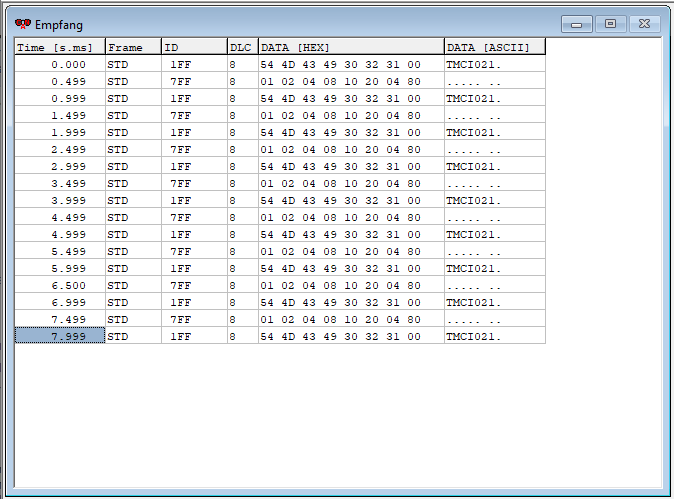 Empfang
Time [s.ms] Frame ID DLC DATA [HEX] DATA [ASCII]
0.000 STD 1FF 8 54 4D 43 49 30 32 31 00 TMCI021.
0.499 STD 7FF 8 01 02 04 08 10 20 04 80 ..... ..
0.999 STD 1FF 8 54 4D 43 49 30 32 31 00 TMCI021.
1.499 STD 7FF 8 01 02 04 08 10 20 04 80 ..... ..
1.999 STD 1FF 8 54 4D 43 49 30 32 31 00 TMCI021.
2.499 STD 7FF 8 01 02 04 08 10 20 04 80 ..... ..
2.999 STD 1FF 8 54 4D 43 49 30 32 31 00 TMCI021.
3.499 STD 7FF 8 01 02 04 08 10 20 04 80 ..... ..
3.999 STD 1FF 8 54 4D 43 49 30 32 31 00 TMCI021.
4.499 STD 7FF 8 01 02 04 08 10 20 04 80 ..... ..
4.999 STD 1FF 8 54 4D 43 49 30 32 31 00 TMCI021.
5.499 STD 7FF 8 01 02 04 08 10 20 04 80 ..... ..
5.999 STD 1FF 8 54 4D 43 49 30 32 31 00 TMCI021.
6.500 STD 7FF 8 01 02 04 08 10 20 04 80 ..... ..
6.999 STD 1FF 8 54 4D 43 49 30 32 31 00 TMCI021.
7.499 STD 7FF 8 01 02 04 08 10 20 04 80 ..... ..
7.999 STD 1FF 8 54 4D 43 49 30 32 31 00 TMCI021.